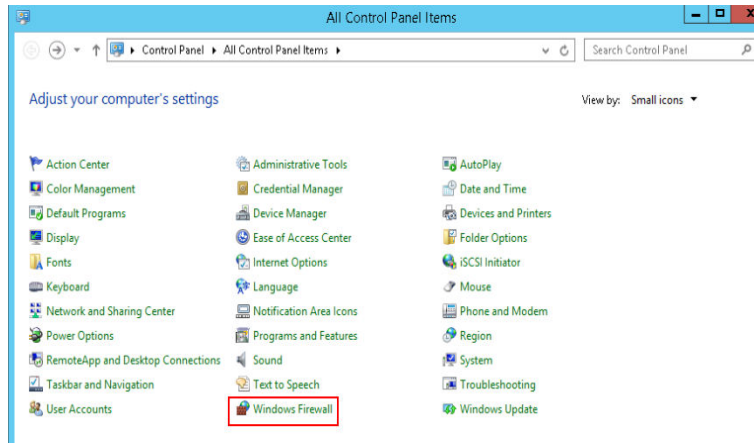 All Control Panel Items
Control Panel All Control Panel Items
Search Control Panel
Adjust your computer's settings
View by: Small icons
Action Center
Administrative Tools
AutoPlay
Color Management
Credential Manager
Date and Time
Default Programs
Device Manager
Devices and Printers
Display
Ease of Access Center
Folder Options
Fonts
Internet Options
iSCSI Initiator
Keyboard
Language
Mouse
Network and Sharing Center
Notification Area Icons
Phone and Modem
Power Options
Programs and Features
Region
RemoteApp and Desktop Connections
Sound
System
Taskbar and Navigation
Text to Speech
Troubleshooting
User Accounts
Windows Firewall
Windows Update